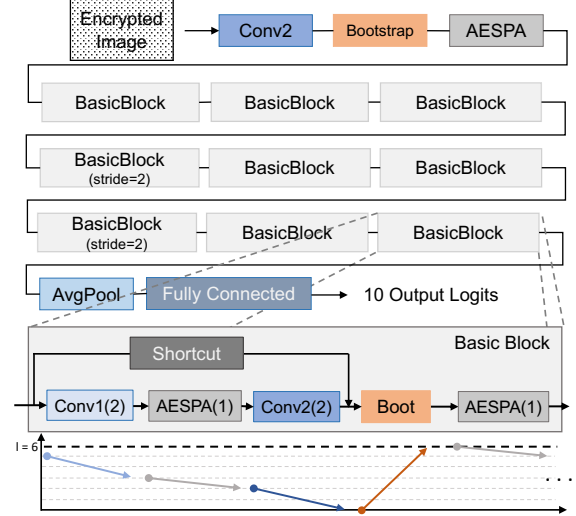 Encrypted
Image
Conv2
Bootstrap
AESPA
BasicBlock
BasicBlock
BasicBlock
BasicBlock
(stride=2)
BasicBlock
BasicBlock
BasicBlock
(stride=2)
BasicBlock
BasicBlock
AvgPool
Fully Connected
10 Output Logits
Basic Block
Shortcut
Conv1(2)
AESPA(1)
Conv2(2)
Boot
AESPA(1)
l = 6
. . .